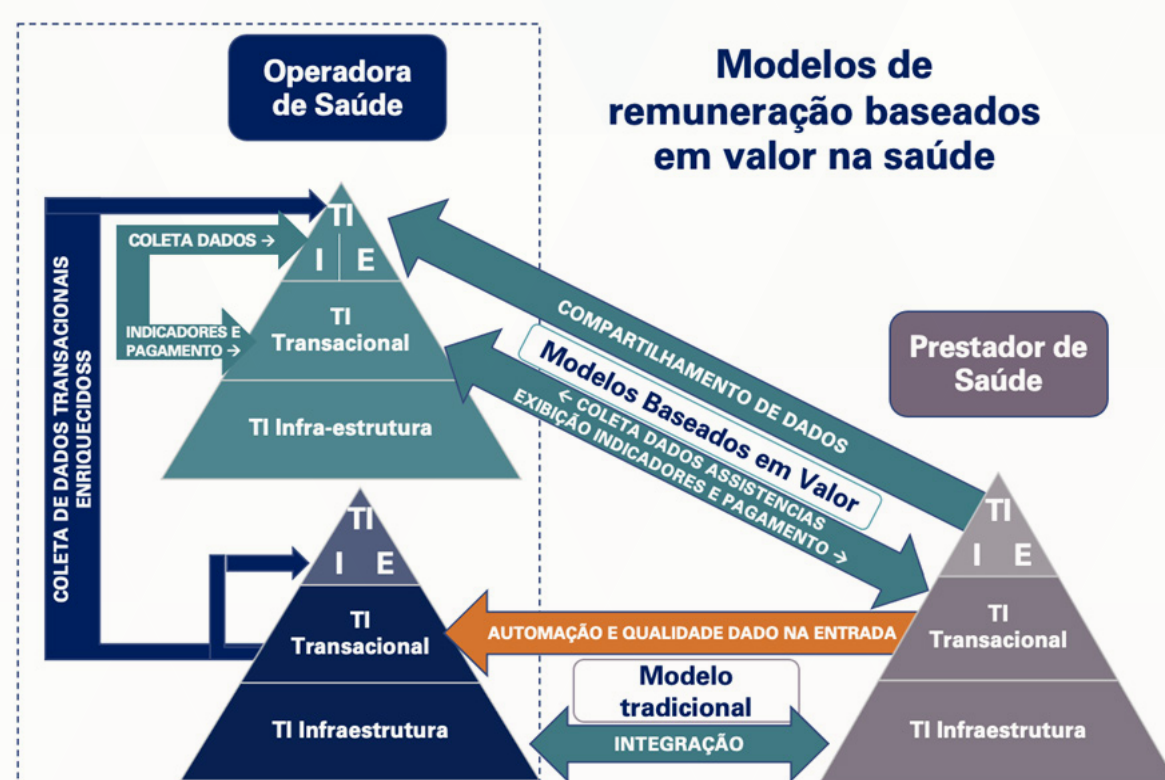 Operadora
de Saúde
Modelos de
remuneração baseados
em valor na saúde
TI
I E
COLETA DADOS →
TI
Transacional
INDICADORES E
PAGAMENTO →
TI Infra-estrutura
COLETA DE DADOS TRANSACIONAIS
ENRIQUECIDOSS
COMPARTILHAMENTO DE DADOS
Modelos Baseados em Valor
← COLETA DADOS ASSISTENCIAS
EXIBIÇÃO INDICADORES E PAGAMENTO →
Prestador de
Saúde
TI
I E
TI
Transacional
TI Infraestrutura
AUTOMAÇÃO E QUALIDADE DADO NA ENTRADA
Modelo
tradicional
INTEGRAÇÃO
TI
I E
TI
Transacional
TI Infraestrutura